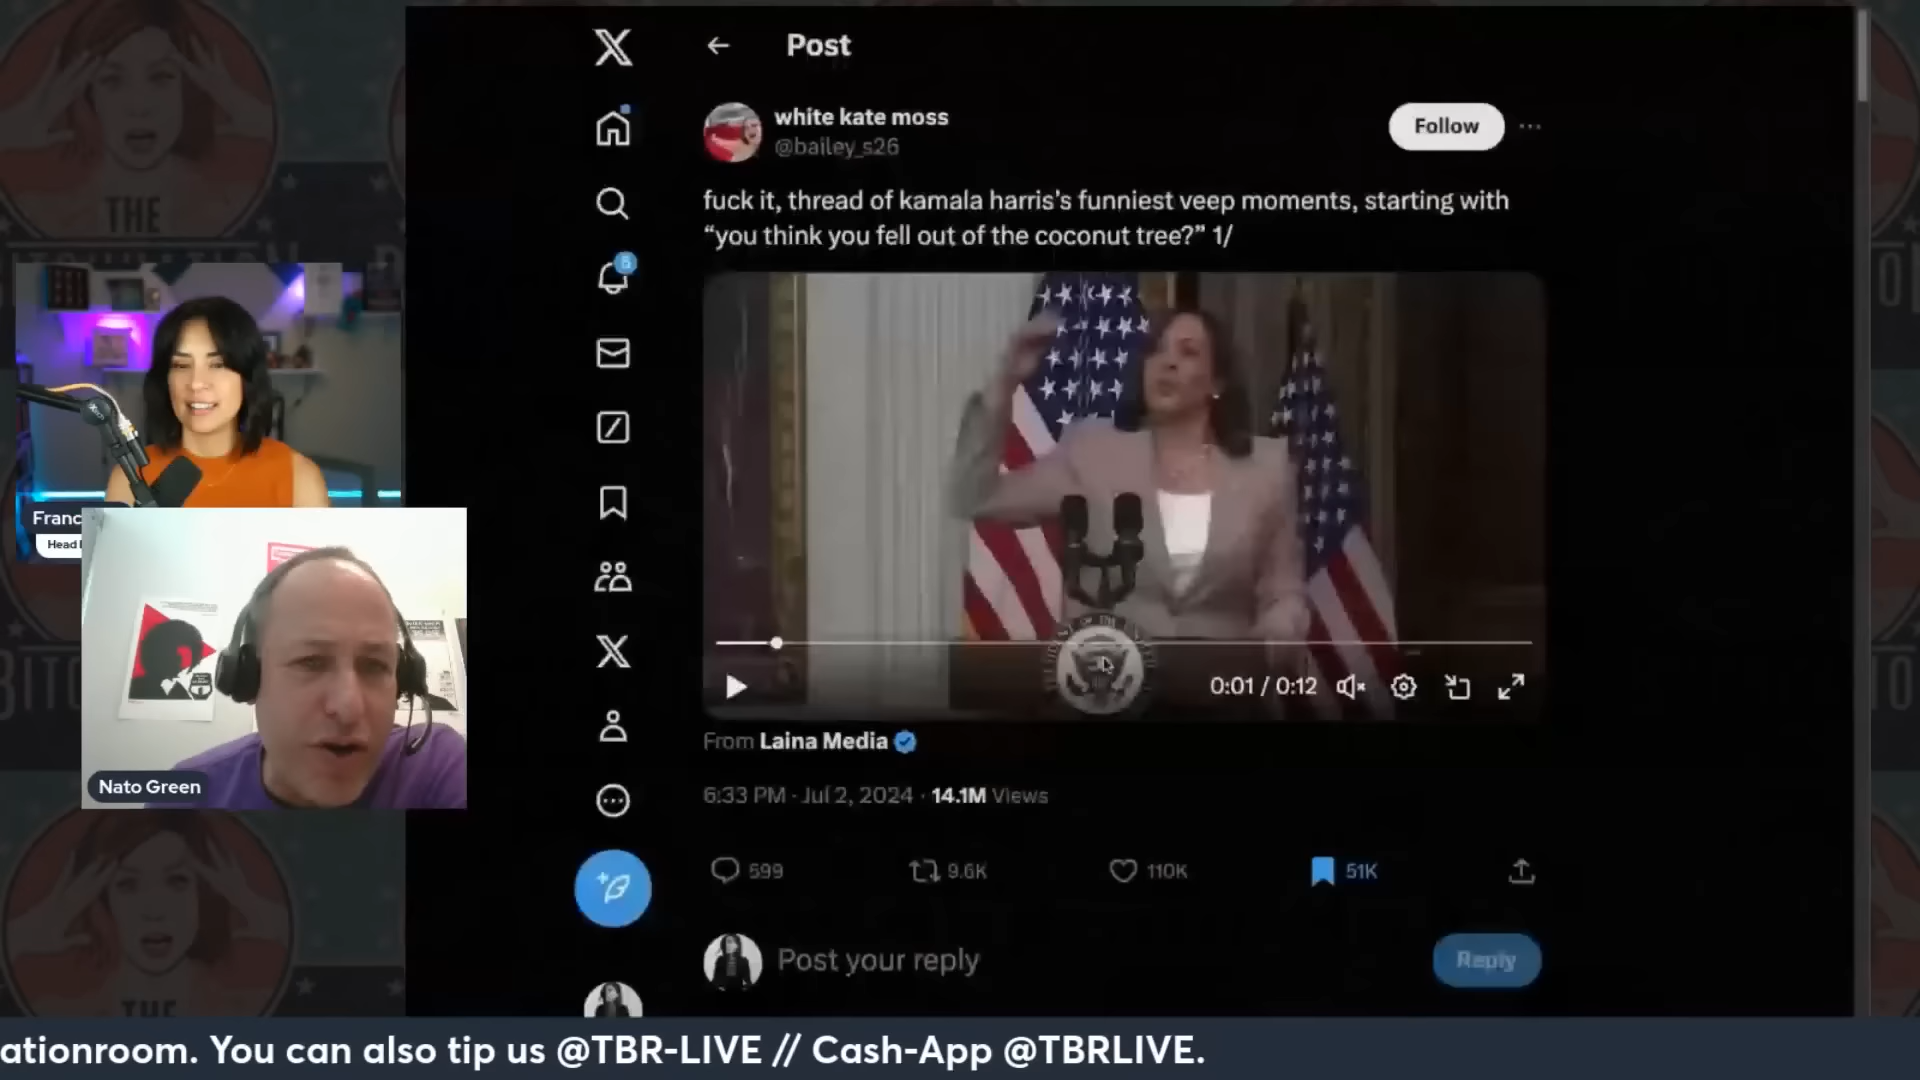 Post
white kate moss
@bailey_s26
Follow
fuck it, thread of kamala harris's funniest veep moments, starting with
“you think you fell out of the coconut tree?” 1/
6
0:01 / 0:12
From Laina Media
6:33 PM · Jul 2, 2024 · 14.1M Views
599
9.6K
110K
51K
Post your reply
Reply
THE
Franc
Head
Nato Green
THE
ationroom. You can also tip us @TBR-LIVE // Cash-App @TBRLIVE.